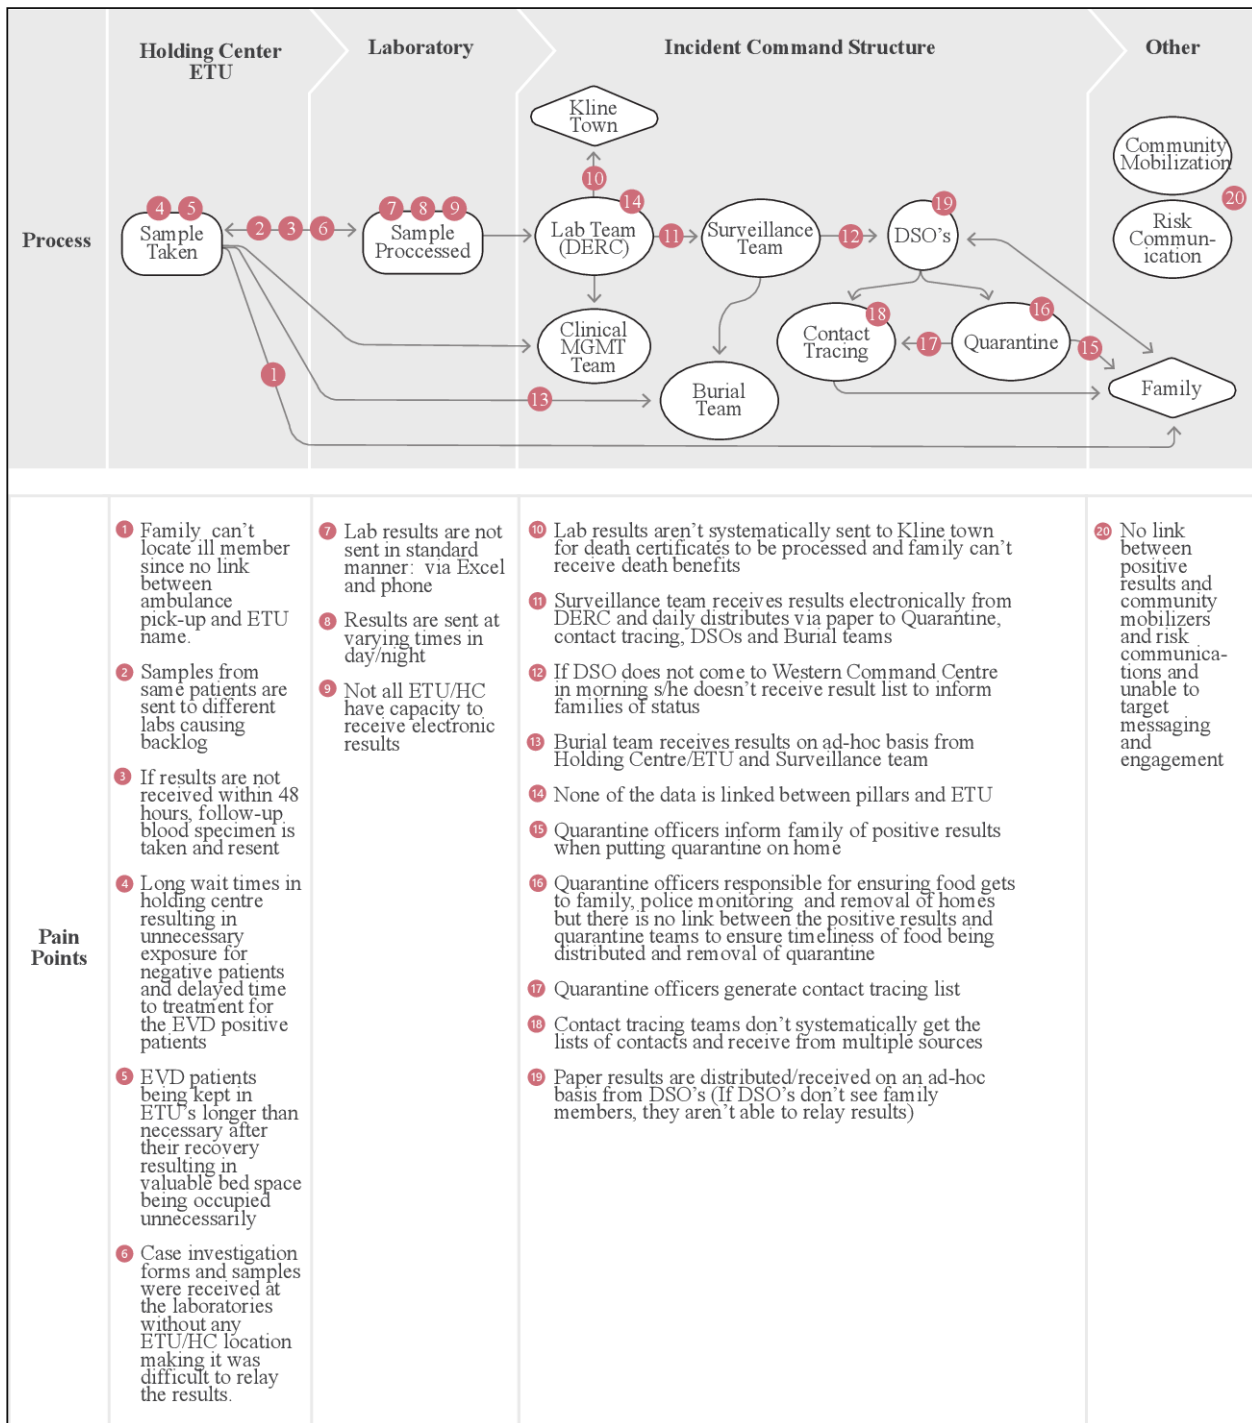 Holding Center
ETU
Laboratory
Incident Command Structure
Other
Process
Kline
Town
10
14
4 5
Sample
Taken
2 3 6
7 8 9
Sample
Proccessed
Lab Team
(DERC)
11
Surveillance
Team
12
19
DSO's
Community
Mobilization
20
Risk
Commun-
ication
Clinical
MGMT
Team
18
Contact
Tracing
17
16
Quarantine
15
1
13
Burial
Team
Family
Pain
Points
1 Family can't
locate ill member
since no link
between
ambulance
pick-up and ETU
name.
2 Samples from
same patients are
sent to different
labs causing
backlog
3 If results are not
received within 48
hours, follow-up
blood specimen is
taken and resent
4 Long wait times in
holding centre
resulting in
unnecessary
exposure for
negative patients
and delayed time
to treatment for
the EVD positive
patients
5 EVD patients
being kept in
ETU's longer than
necessary after
their recovery
resulting in
valuable bed space
being occupied
unnecessarily
6 Case investigation
forms and samples
were received at
the laboratories
without any
ETU/HC location
making it was
difficult to relay
the results.
7 Lab results are not
sent in standard
manner: via Excel
and phone
8 Results are sent at
varying times in
day/night
9 Not all ETU/HC
have capacity to
receive electronic
results
10 Lab results aren't systematically sent to Kline town
for death certificates to be processed and family can't
receive death benefits
11 Surveillance team receives results electronically from
DERC and daily distributes via paper to Quarantine,
contact tracing, DSOs and Burial teams
12 If DSO does not come to Western Command Centre
in morning s/he doesn't receive result list to inform
families of status
13 Burial team receives results on ad-hoc basis from
Holding Centre/ETU and Surveillance team
14 None of the data is linked between pillars and ETU
15 Quarantine officers inform family of positive results
when putting quarantine on home
16 Quarantine officers responsible for ensuring food gets
to family, police monitoring and removal of homes
but there is no link between the positive results and
quarantine teams to ensure timeliness of food being
distributed and removal of quarantine
17 Quarantine officers generate contact tracing list
18 Contact tracing teams don't systematically get the
lists of contacts and receive from multiple sources
19 Paper results are distributed/received on an ad-hoc
basis from DSO's (If DSO's don't see family
members, they aren't able to relay results)
20 No link
between
positive
results and
community
mobilizers
and risk
communica-
tions and
unable to
target
messaging
and
engagement